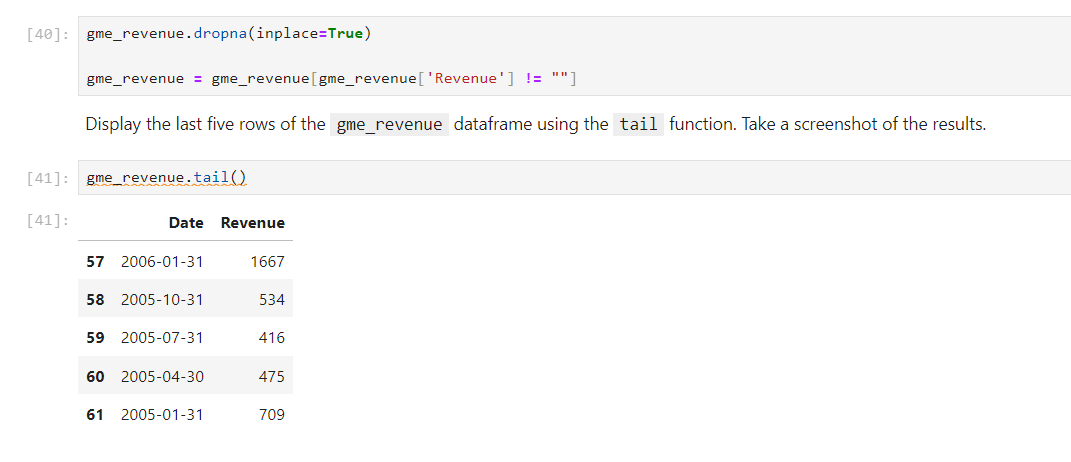 [40]: gme_revenue.dropna(inplace=True)
gme_revenue = gme_revenue[gme_revenue['Revenue'] != ""]
Display the last five rows of the gme_revenue dataframe using the tail function. Take a screenshot of the results.
[41]: gme_revenue.tail()
[41]: Date Revenue
57 2006-01-31 1667
58 2005-10-31 534
59 2005-07-31 416
60 2005-04-30 475
61 2005-01-31 709